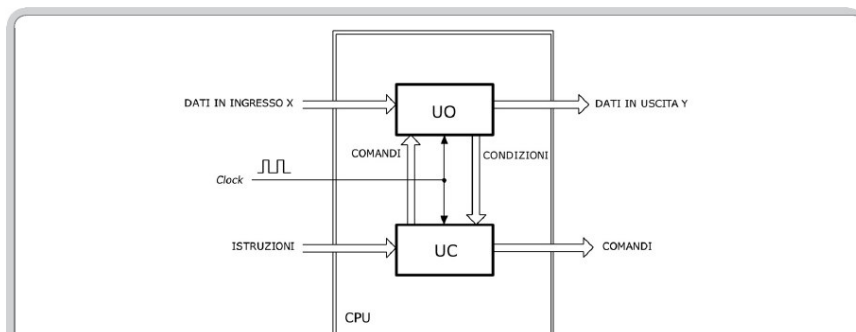 DATI IN INGRESSO X
UO
DATI IN USCITA Y
COMANDI
CONDIZIONI
Clock
ISTRUZIONI
UC
COMANDI
CPU